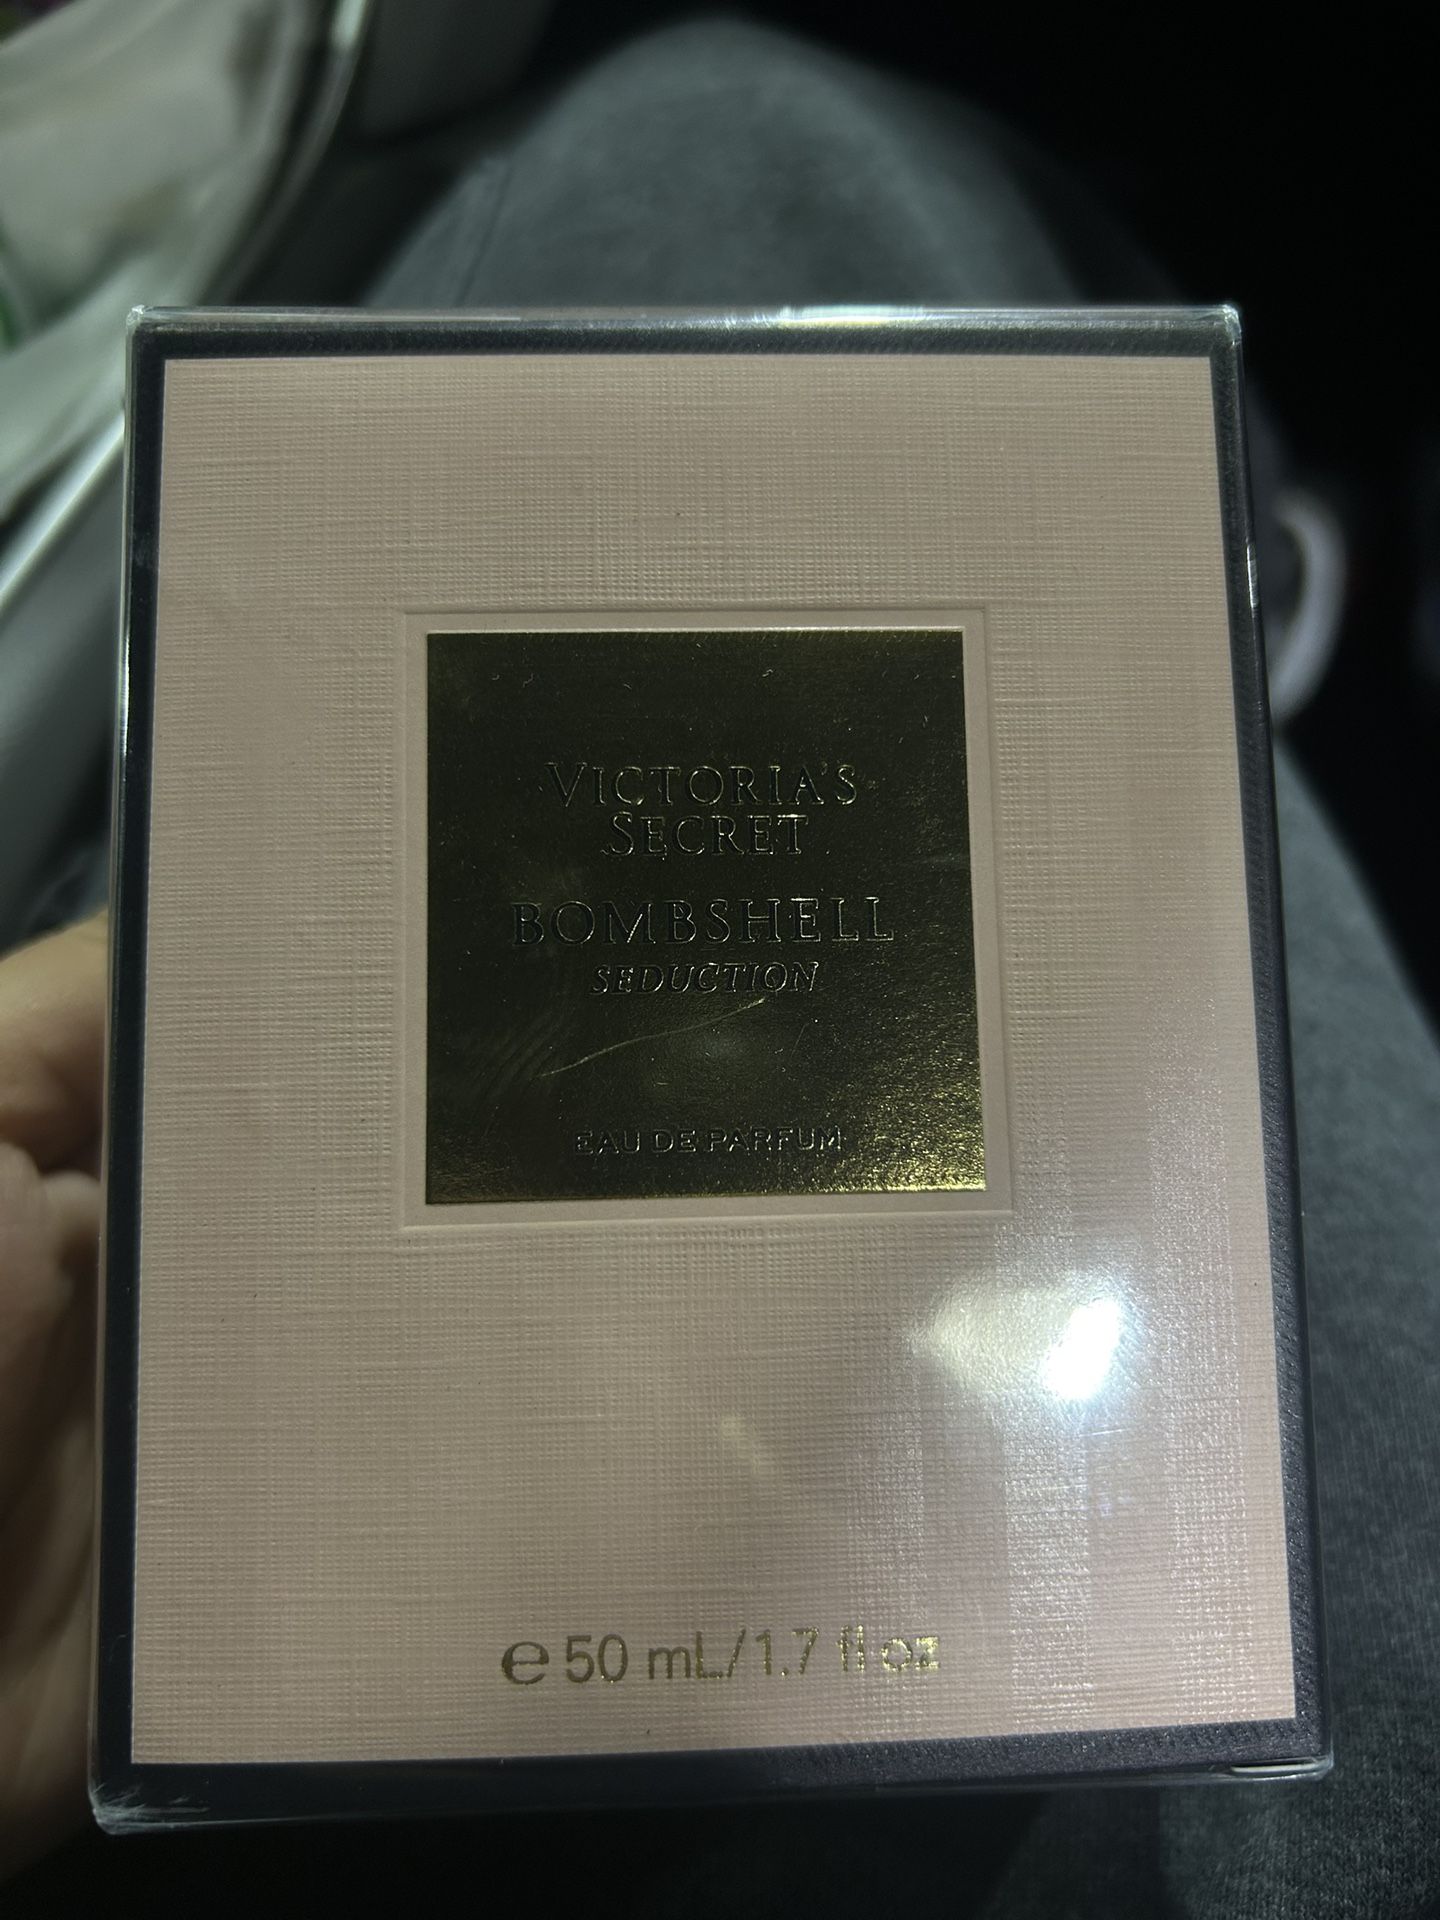 VICTORIA'S
SECRET
BOMBSHELL
SEDUCTION
EAU DE PARFUM
℮ 50 mL/1.7 fl oz